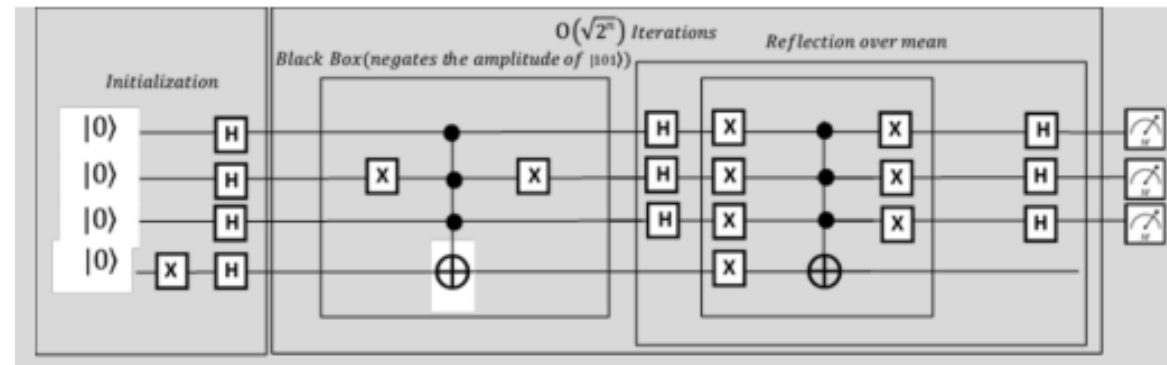 O(√2ⁿ) Iterations
Reflection over mean
Black Box(negates the amplitude of |101⟩)
Initialization
|0⟩ H H X X H
|0⟩ H X X H X X H
|0⟩ H H X X H
|0⟩ X H X